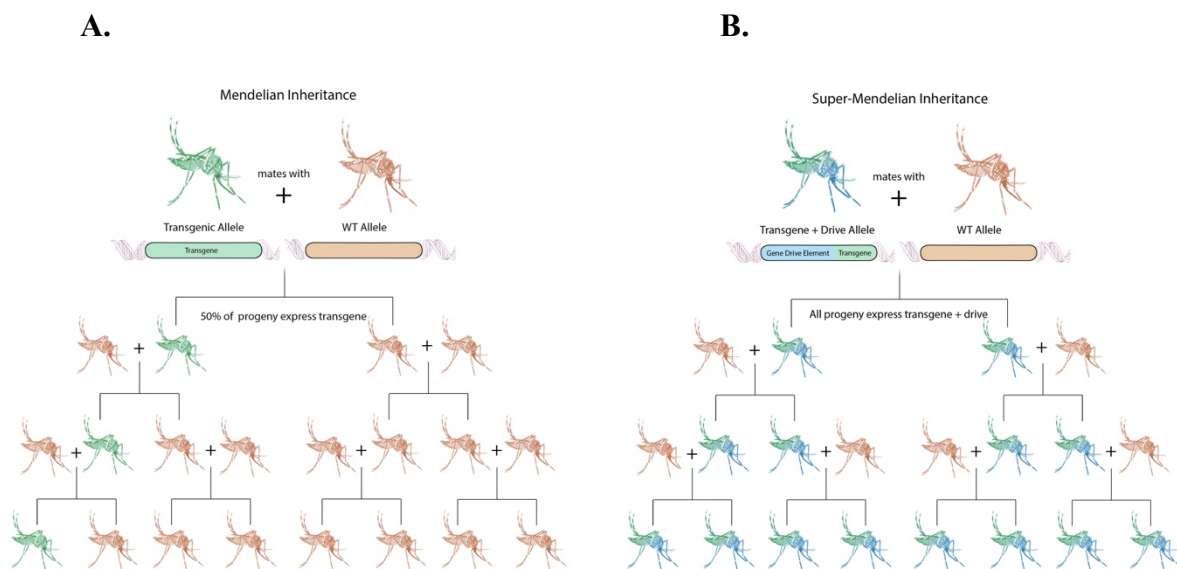 A.
Mendelian Inheritance
mates with
+
Transgenic Allele
WT Allele
Transgene
50% of progeny express transgene
+
+
+
+
+
+
B.
Super-Mendelian Inheritance
mates with
+
Transgene + Drive Allele
WT Allele
Gene Drive Element
Transgene
All progeny express transgene + drive
+
+
+
+
+
+